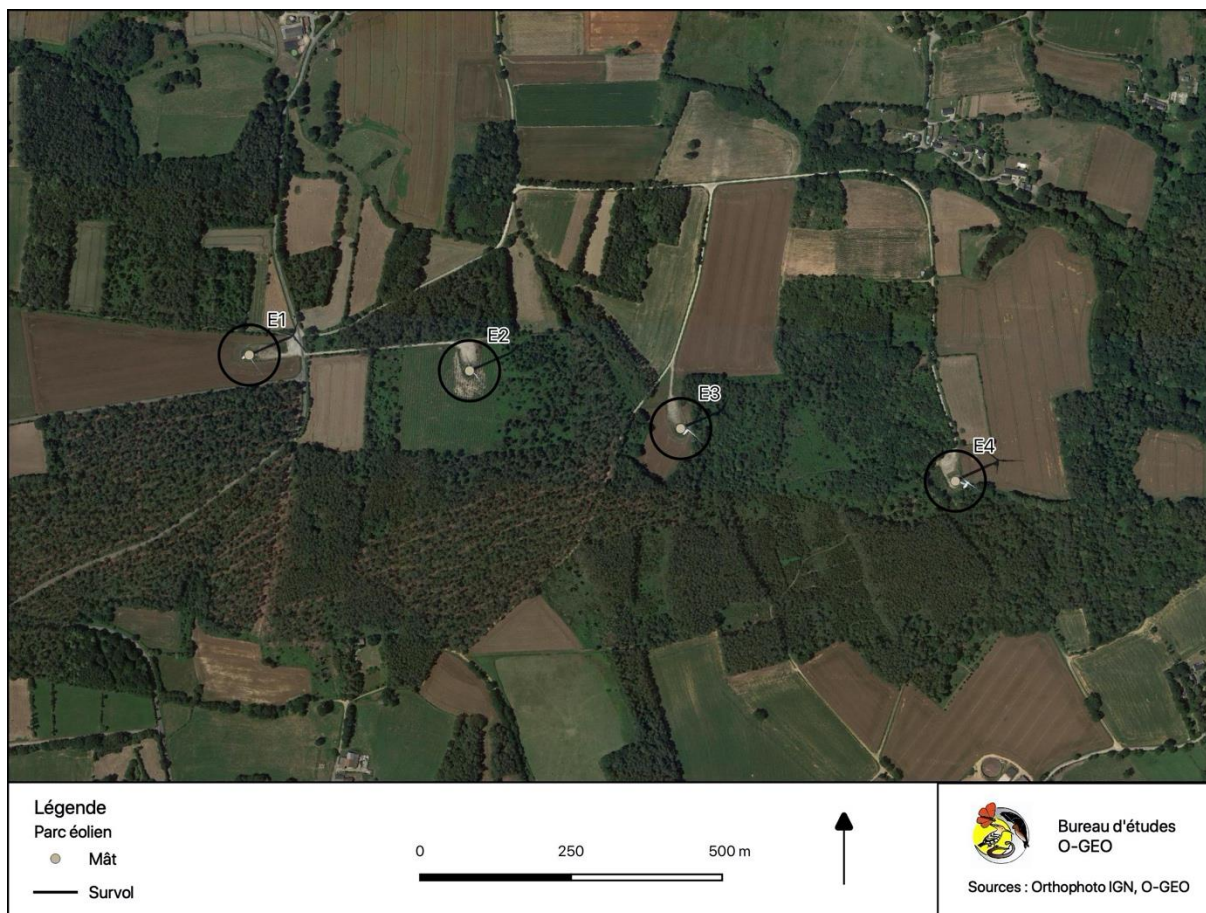 E1
E2
E3
E4
Légende
Parc éolien
Mât
Survol
0 250 500 m
Bureau d'études
O-GEO
Sources : Orthophoto IGN, O-GEO